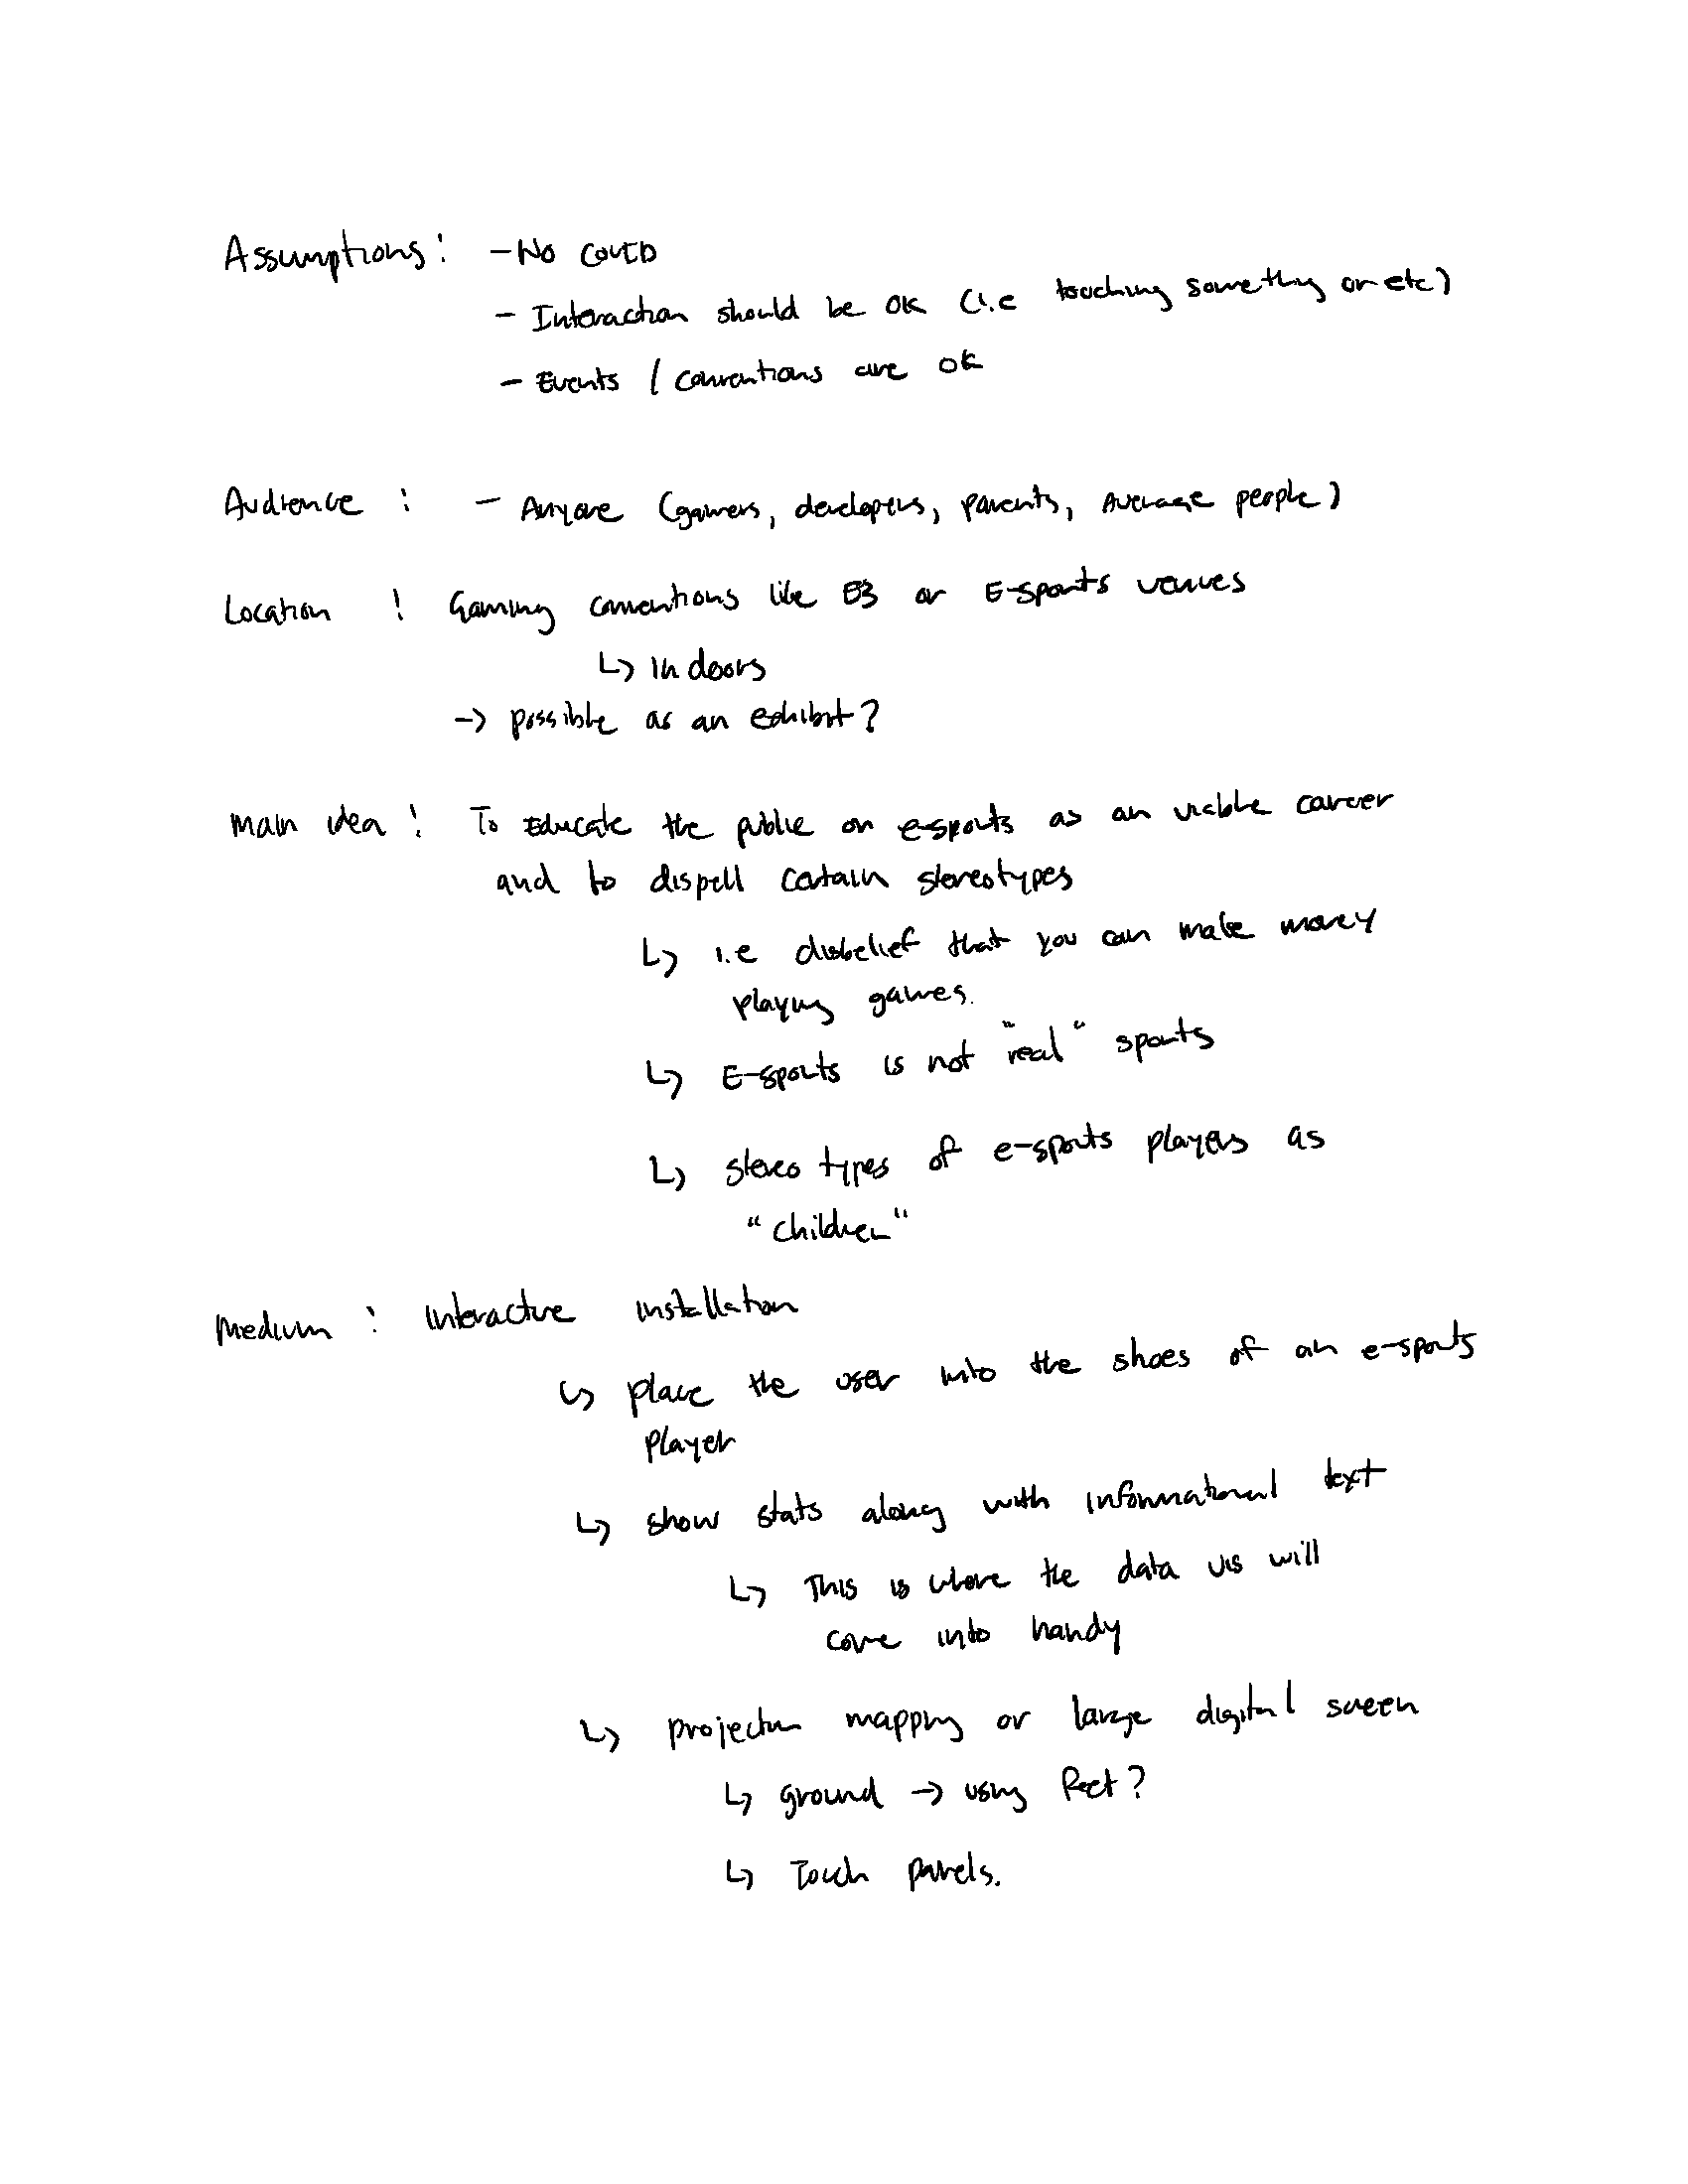 Assumptions: - No COVID
- Interaction should be OK (i.e touching something or etc)
- Events / conventions are OK
Audience : - Anyone (gamers, developers, parents, average people)
Location : Gaming conventions like E3 or E-sports venues
↳ Indoors
→ possible as an exhibit?
Main idea : To Educate the public on e-sports as an viable career
and to dispell certain stereotypes
↳ i.e disbelief that you can make money
playing games.
↳ E-sports is not "real" sports
↳ stereotypes of e-sports players as
"children"
Medium : Interactive installation
↳ place the user into the shoes of an e-sports
player
↳ show stats along with informational text
↳ This is where the data vis will
come into handy
↳ projection mapping or large digital screen
↳ ground → using feet?
↳ Touch panels.